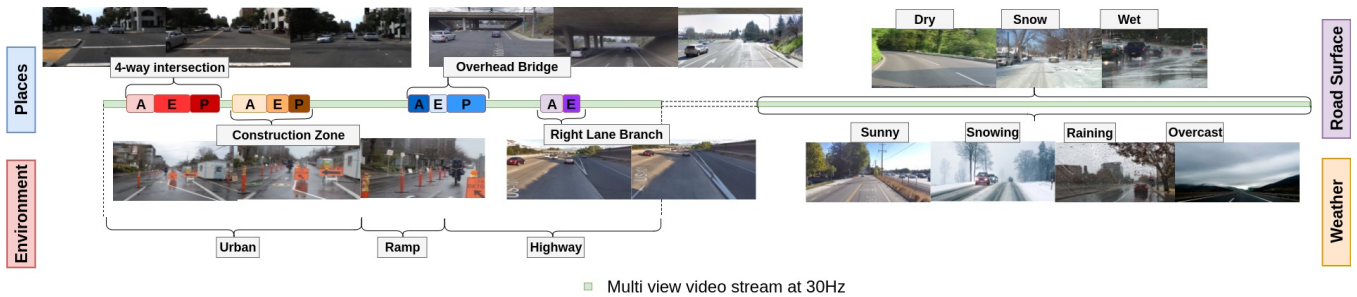 Places
Environment
4-way intersection
Overhead Bridge
A E P
A E P
A E P
A E
Construction Zone
Right Lane Branch
Urban
Ramp
Highway
Dry
Snow
Wet
Sunny
Snowing
Raining
Overcast
Road Surface
Weather
Multi view video stream at 30Hz